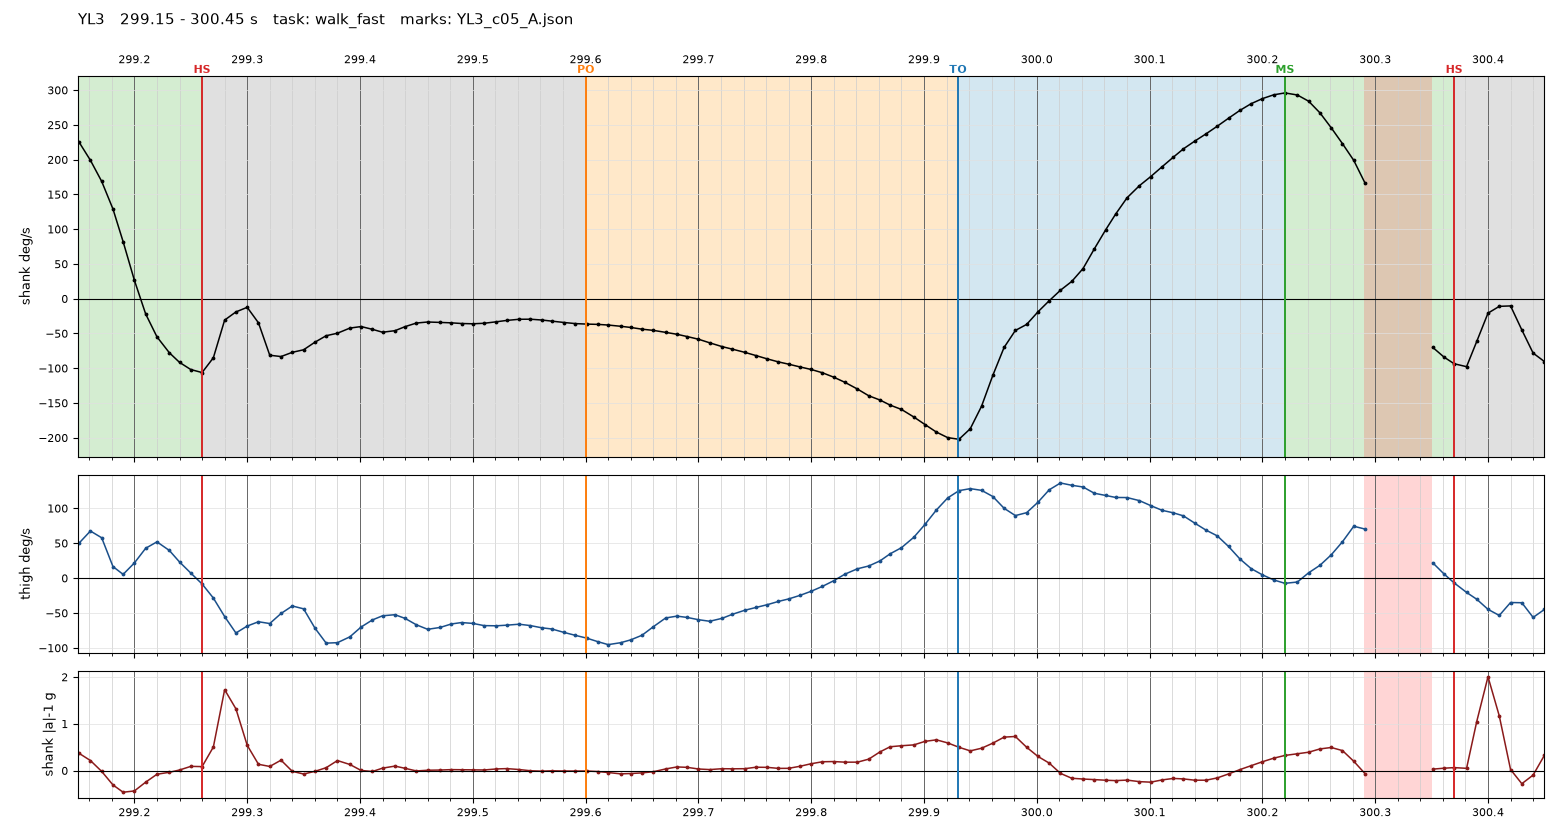 YL3   299.15 - 300.45 s   task: walk_fast   marks: YL3_c05_A.json
299.2 299.3 299.4 299.5 299.6 299.7 299.8 299.9 300.0 300.1 300.2 300.3 300.4
HS PO TO MS HS
shank deg/s
300
250
200
150
100
50
0
−50
−100
−150
−200
thigh deg/s
100
50
0
−50
−100
shank |a|-1 g
2
1
0
299.2 299.3 299.4 299.5 299.6 299.7 299.8 299.9 300.0 300.1 300.2 300.3 300.4